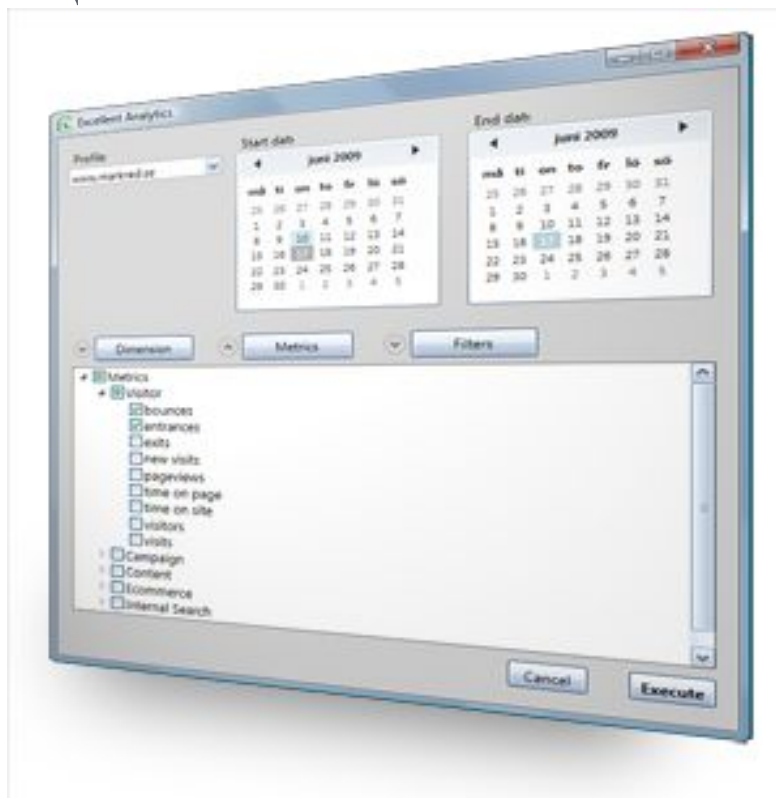 Excellent Analytics
Profile
Start date
End date
juni 2009
må ti on to fr lö sö
25 26 27 28 29 30 31
1 2 3 4 5 6 7
8 9 10 11 12 13 14
15 16 17 18 19 20 21
22 23 24 25 26 27 28
29 30 1 2 3 4 5
juni 2009
må ti on to fr lö sö
25 26 27 28 29 30 31
1 2 3 4 5 6 7
8 9 10 11 12 13 14
15 16 17 18 19 20 21
22 23 24 25 26 27 28
29 30 1 2 3 4 5
Dimension
Metrics
Filters
Metrics
Visitor
bounces
entrances
exits
new visits
pageviews
time on page
time on site
visitors
visits
Campaign
Content
Ecommerce
Internal Search
Cancel
Execute